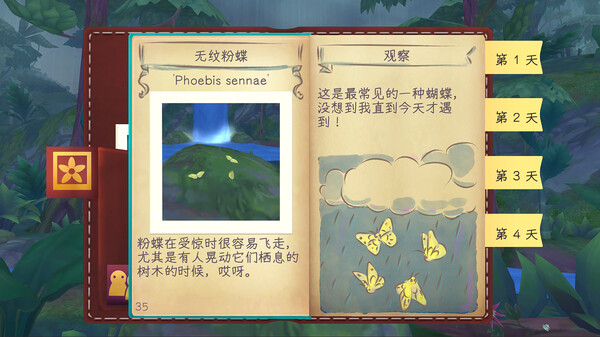 无纹粉蝶
'Phoebis sennae'
粉蝶在受惊时很容易飞走，
尤其是有人晃动它们栖息的
树木的时候，哎呀。
35
观察
这是最常见的一种蝴蝶，
没想到我直到今天才遇
到！
第 1 天
第 2 天
第 3 天
第 4 天